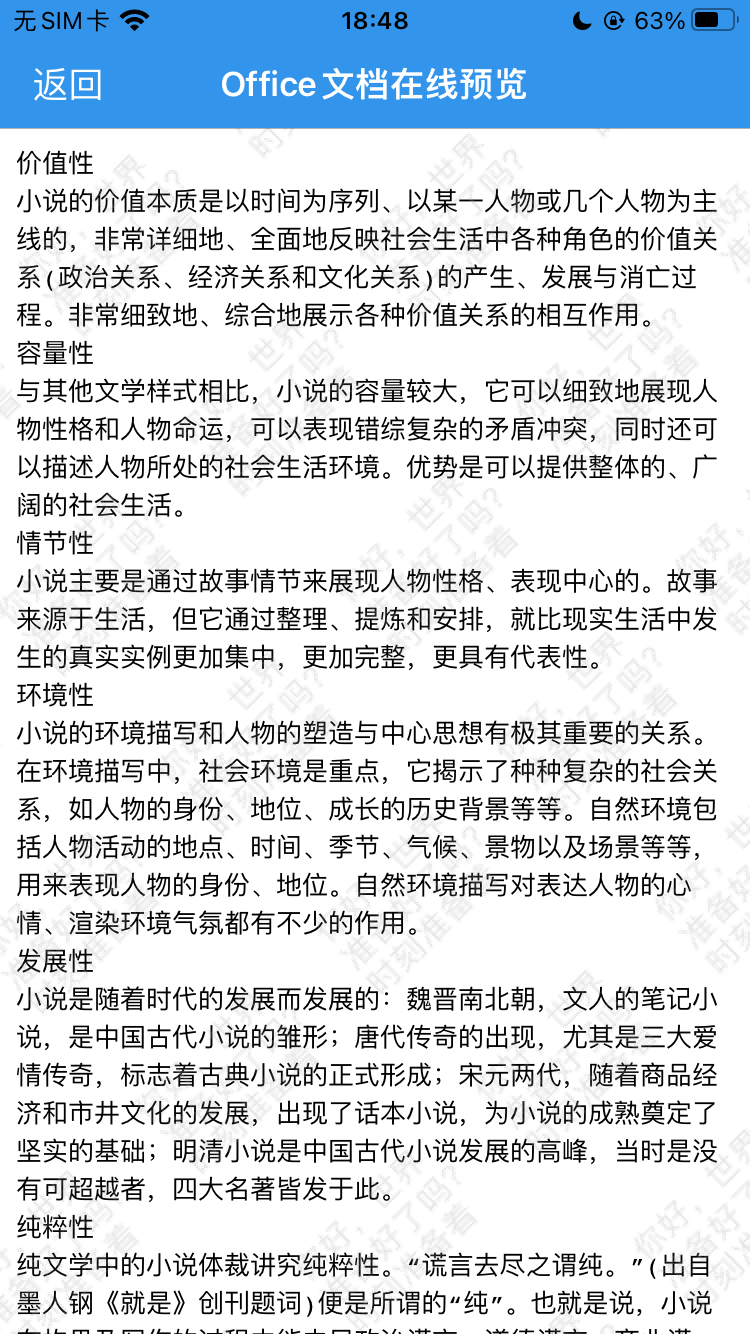 无SIM卡 18:48 63%
返回 Office文档在线预览
价值性
小说的价值本质是以时间为序列、以某一人物或几个人物为主
线的，非常详细地、全面地反映社会生活中各种角色的价值关
系(政治关系、经济关系和文化关系)的产生、发展与消亡过
程。非常细致地、综合地展示各种价值关系的相互作用。
容量性
与其他文学样式相比，小说的容量较大，它可以细致地展现人
物性格和人物命运，可以表现错综复杂的矛盾冲突，同时还可
以描述人物所处的社会生活环境。优势是可以提供整体的、广
阔的社会生活。
情节性
小说主要是通过故事情节来展现人物性格、表现中心的。故事
来源于生活，但它通过整理、提炼和安排，就比现实生活中发
生的真实实例更加集中，更加完整，更具有代表性。
环境性
小说的环境描写和人物的塑造与中心思想有极其重要的关系。
在环境描写中，社会环境是重点，它揭示了种种复杂的社会关
系，如人物的身份、地位、成长的历史背景等等。自然环境包
括人物活动的地点、时间、季节、气候、景物以及场景等等，
用来表现人物的身份、地位。自然环境描写对表达人物的心
情、渲染环境气氛都有不少的作用。
发展性
小说是随着时代的发展而发展的：魏晋南北朝，文人的笔记小
说，是中国古代小说的雏形；唐代传奇的出现，尤其是三大爱
情传奇，标志着古典小说的正式形成；宋元两代，随着商品经
济和市井文化的发展，出现了话本小说，为小说的成熟奠定了
坚实的基础；明清小说是中国古代小说发展的高峰，当时是没
有可超越者，四大名著皆发于此。
纯粹性
纯文学中的小说体裁讲究纯粹性。“谎言去尽之谓纯。”(出自
墨人钢《就是》创刊题词)便是所谓的“纯”。也就是说，小说
你好，世界
准备好了吗？
时刻准备着